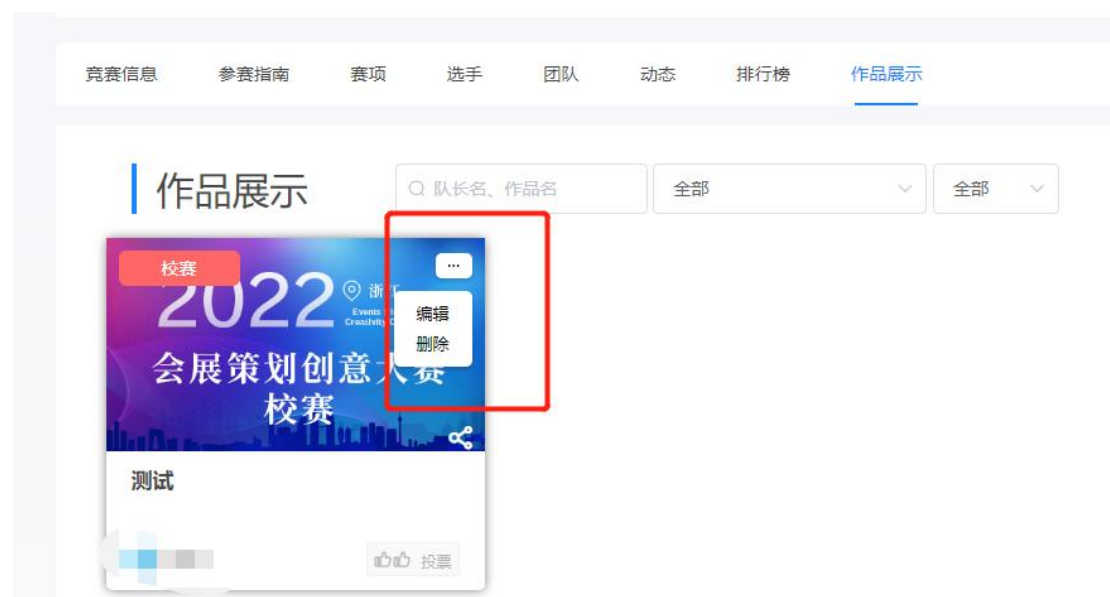 竞赛信息 参赛指南 赛项 选手 团队 动态 排行榜 作品展示
作品展示
队长名、作品名
全部
全部
校赛
...
2022
编辑
删除
会展策划创意大赛
校赛
测试
投票